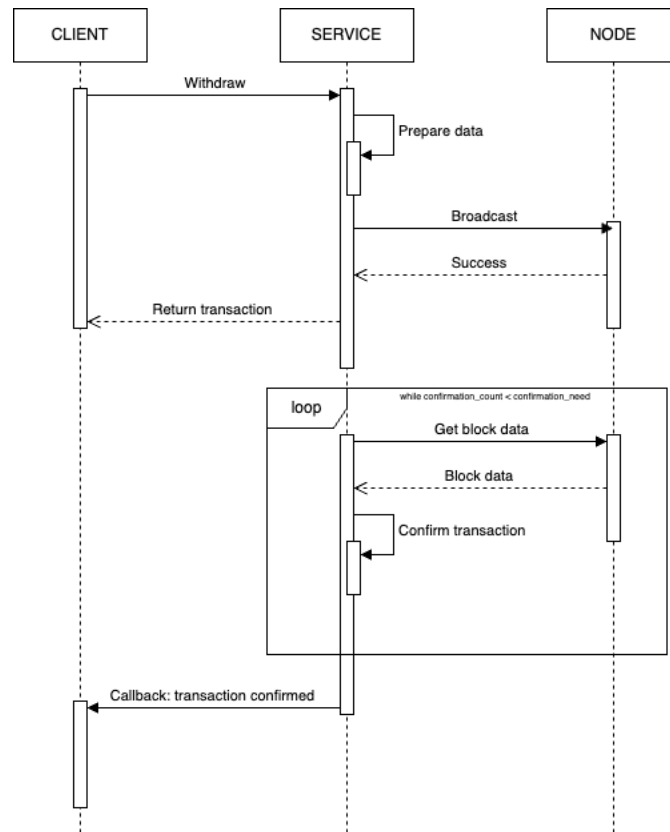 CLIENT
SERVICE
NODE
Withdraw
Prepare data
Broadcast
Success
Return transaction
loop
while confirmation_count < confirmation_need
Get block data
Block data
Confirm transaction
Callback: transaction confirmed